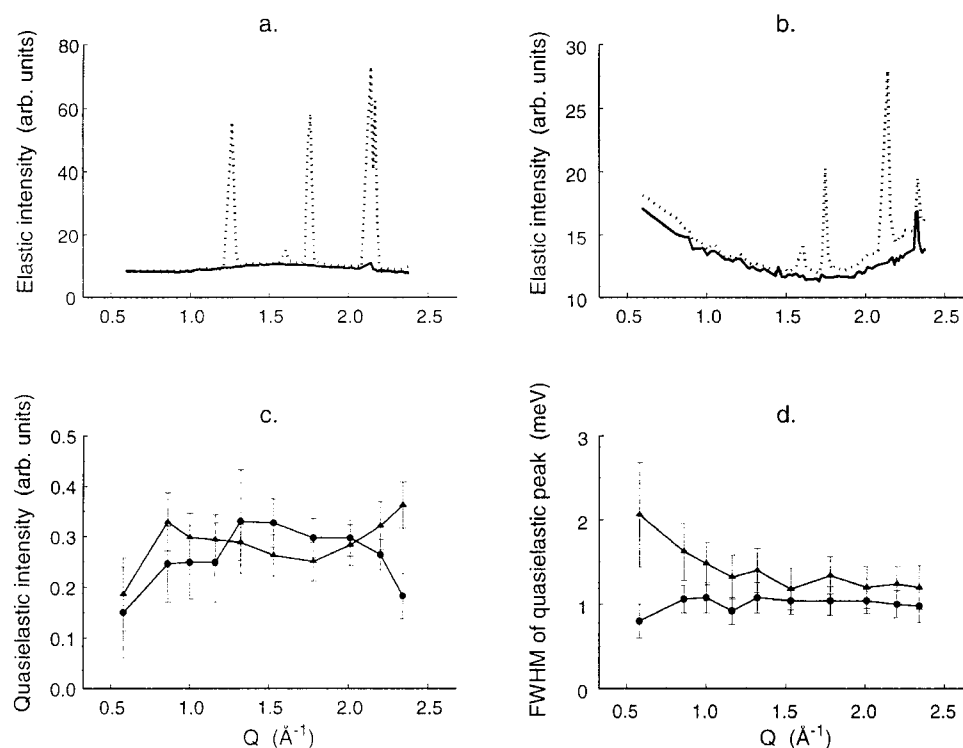 a.
Elastic intensity (arb. units)
80
60
40
20
0
0.5 1.0 1.5 2.0 2.5
b.
Elastic intensity (arb. units)
30
25
20
15
10
0.5 1.0 1.5 2.0 2.5
c.
Quasielastic intensity (arb. units)
0.5
0.4
0.3
0.2
0.1
0.0
0.5 1.0 1.5 2.0 2.5
Q (Å⁻¹)
d.
FWHM of quasielastic peak (meV)
3
2
1
0
0.5 1.0 1.5 2.0 2.5
Q (Å⁻¹)